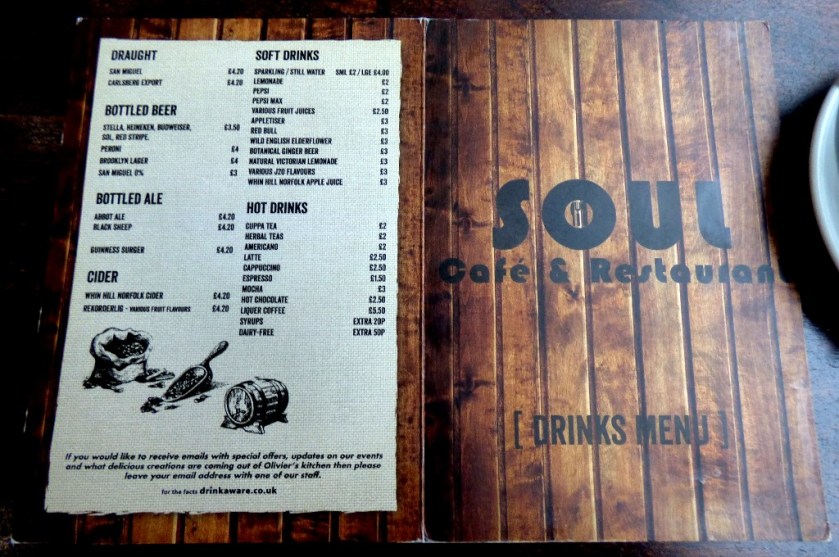 DRAUGHT
SAN MIGUEL £4.20
CARLSBERG EXPORT £4.20
BOTTLED BEER
STELLA, HEINEKEN, BUDWEISER, £3.50
SOL, RED STRIPE.
PERONI £4
BROOKLYN LAGER £4
SAN MIGUEL 0% £3
BOTTLED ALE
ABBOT ALE £4.20
BLACK SHEEP £4.20
GUINNESS SURGER £4.20
CIDER
WHIN HILL NORFOLK CIDER £4.20
REKORDERLIG - VARIOUS FRUIT FLAVOURS £4.20
SOFT DRINKS
SPARKLING / STILL WATER SML £2 / LGE £4.00
LEMONADE £2
PEPSI £2
PEPSI MAX £2
VARIOUS FRUIT JUICES £2.50
APPLETISER £3
RED BULL £3
WILD ENGLISH ELDERFLOWER £3
BOTANICAL GINGER BEER £3
NATURAL VICTORIAN LEMONADE £3
VARIOUS J20 FLAVOURS £3
WHIN HILL NORFOLK APPLE JUICE £3
HOT DRINKS
CUPPA TEA £2
HERBAL TEAS £2
AMERICANO £2
LATTE £2.50
CAPPUCCINO £2.50
ESPRESSO £1.50
MOCHA £3
HOT CHOCOLATE £2.50
LIQUER COFFEE £5.50
SYRUPS EXTRA 20P
DAIRY-FREE EXTRA 50P
If you would like to receive emails with special offers, updates on our events
and what delicious creations are coming out of Olivier's kitchen then please
leave your email address with one of our staff.
for the facts drinkaware.co.uk
SOUL
Café & Restaurant
[ DRINKS MENU ]